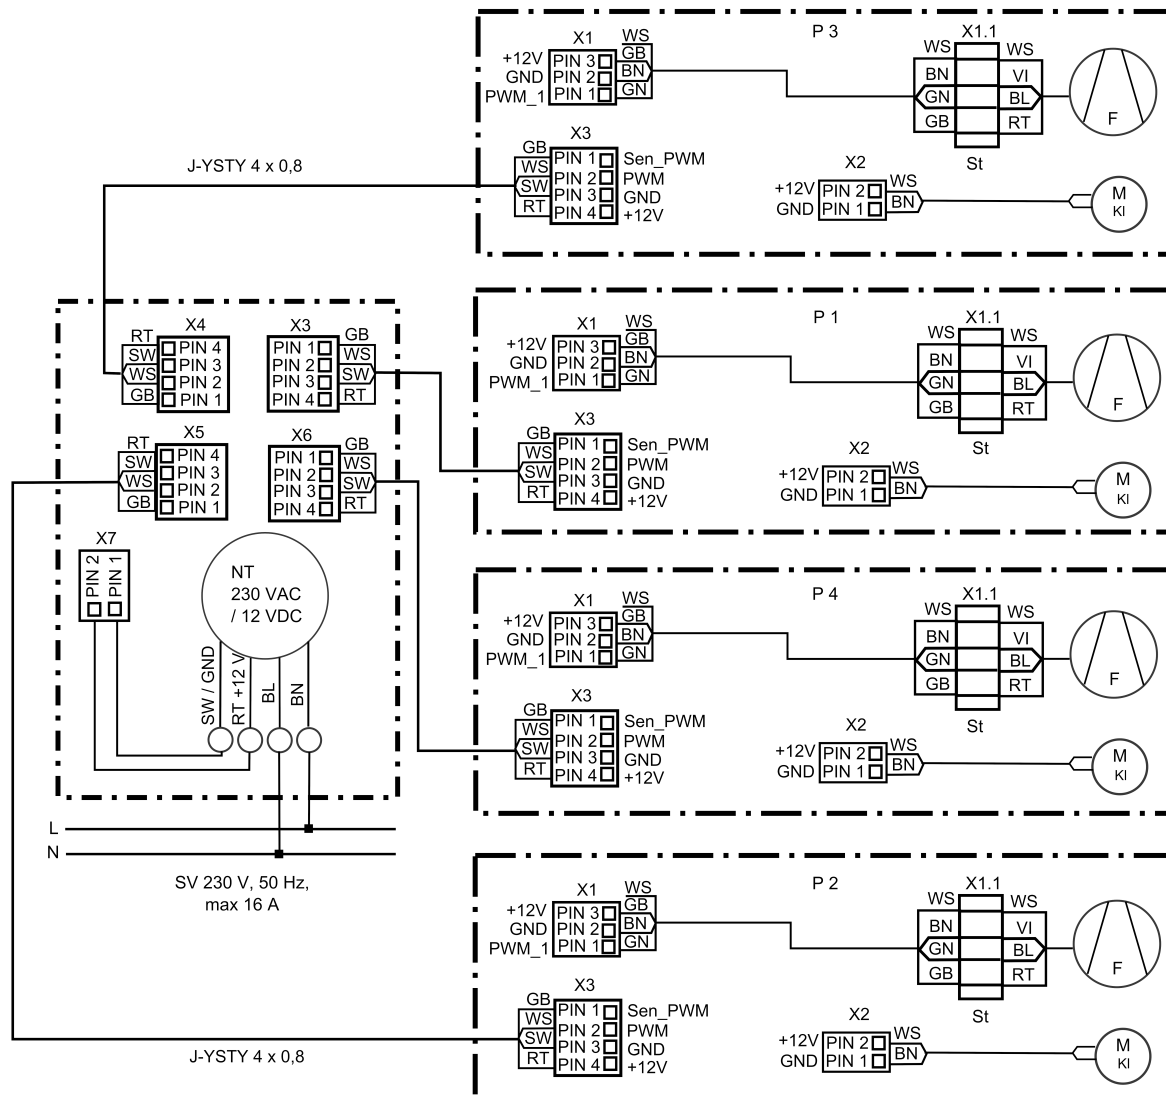 P 3
X1
WS
+12V PIN 3 GB
GND PIN 2 BN
PWM_1 PIN 1 GN
X1.1
WS WS
BN VI
GN BL
GB RT
St
F
X3
GB PIN 1 Sen_PWM
WS PIN 2 PWM
SW PIN 3 GND
RT PIN 4 +12V
X2
+12V PIN 2 WS
GND PIN 1 BN
M
KI
J-YSTY 4 x 0,8
X4
RT PIN 4
SW PIN 3
WS PIN 2
GB PIN 1
X3
PIN 1 GB
PIN 2 WS
PIN 3 SW
PIN 4 RT
X5
RT PIN 4
SW PIN 3
WS PIN 2
GB PIN 1
X6
PIN 1 GB
PIN 2 WS
PIN 3 SW
PIN 4 RT
X7
PIN 2
PIN 1
NT
230 VAC
/ 12 VDC
SW / GND
RT +12 V
BL
BN
L
N
SV 230 V, 50 Hz,
max 16 A
P 1
X1
WS
+12V PIN 3 GB
GND PIN 2 BN
PWM_1 PIN 1 GN
X1.1
WS WS
BN VI
GN BL
GB RT
St
F
X3
GB PIN 1 Sen_PWM
WS PIN 2 PWM
SW PIN 3 GND
RT PIN 4 +12V
X2
+12V PIN 2 WS
GND PIN 1 BN
M
KI
P 4
X1
WS
+12V PIN 3 GB
GND PIN 2 BN
PWM_1 PIN 1 GN
X1.1
WS WS
BN VI
GN BL
GB RT
St
F
X3
GB PIN 1 Sen_PWM
WS PIN 2 PWM
SW PIN 3 GND
RT PIN 4 +12V
X2
+12V PIN 2 WS
GND PIN 1 BN
M
KI
P 2
X1
WS
+12V PIN 3 GB
GND PIN 2 BN
PWM_1 PIN 1 GN
X1.1
WS WS
BN VI
GN BL
GB RT
St
F
X3
GB PIN 1 Sen_PWM
WS PIN 2 PWM
SW PIN 3 GND
RT PIN 4 +12V
X2
+12V PIN 2 WS
GND PIN 1 BN
M
KI
J-YSTY 4 x 0,8